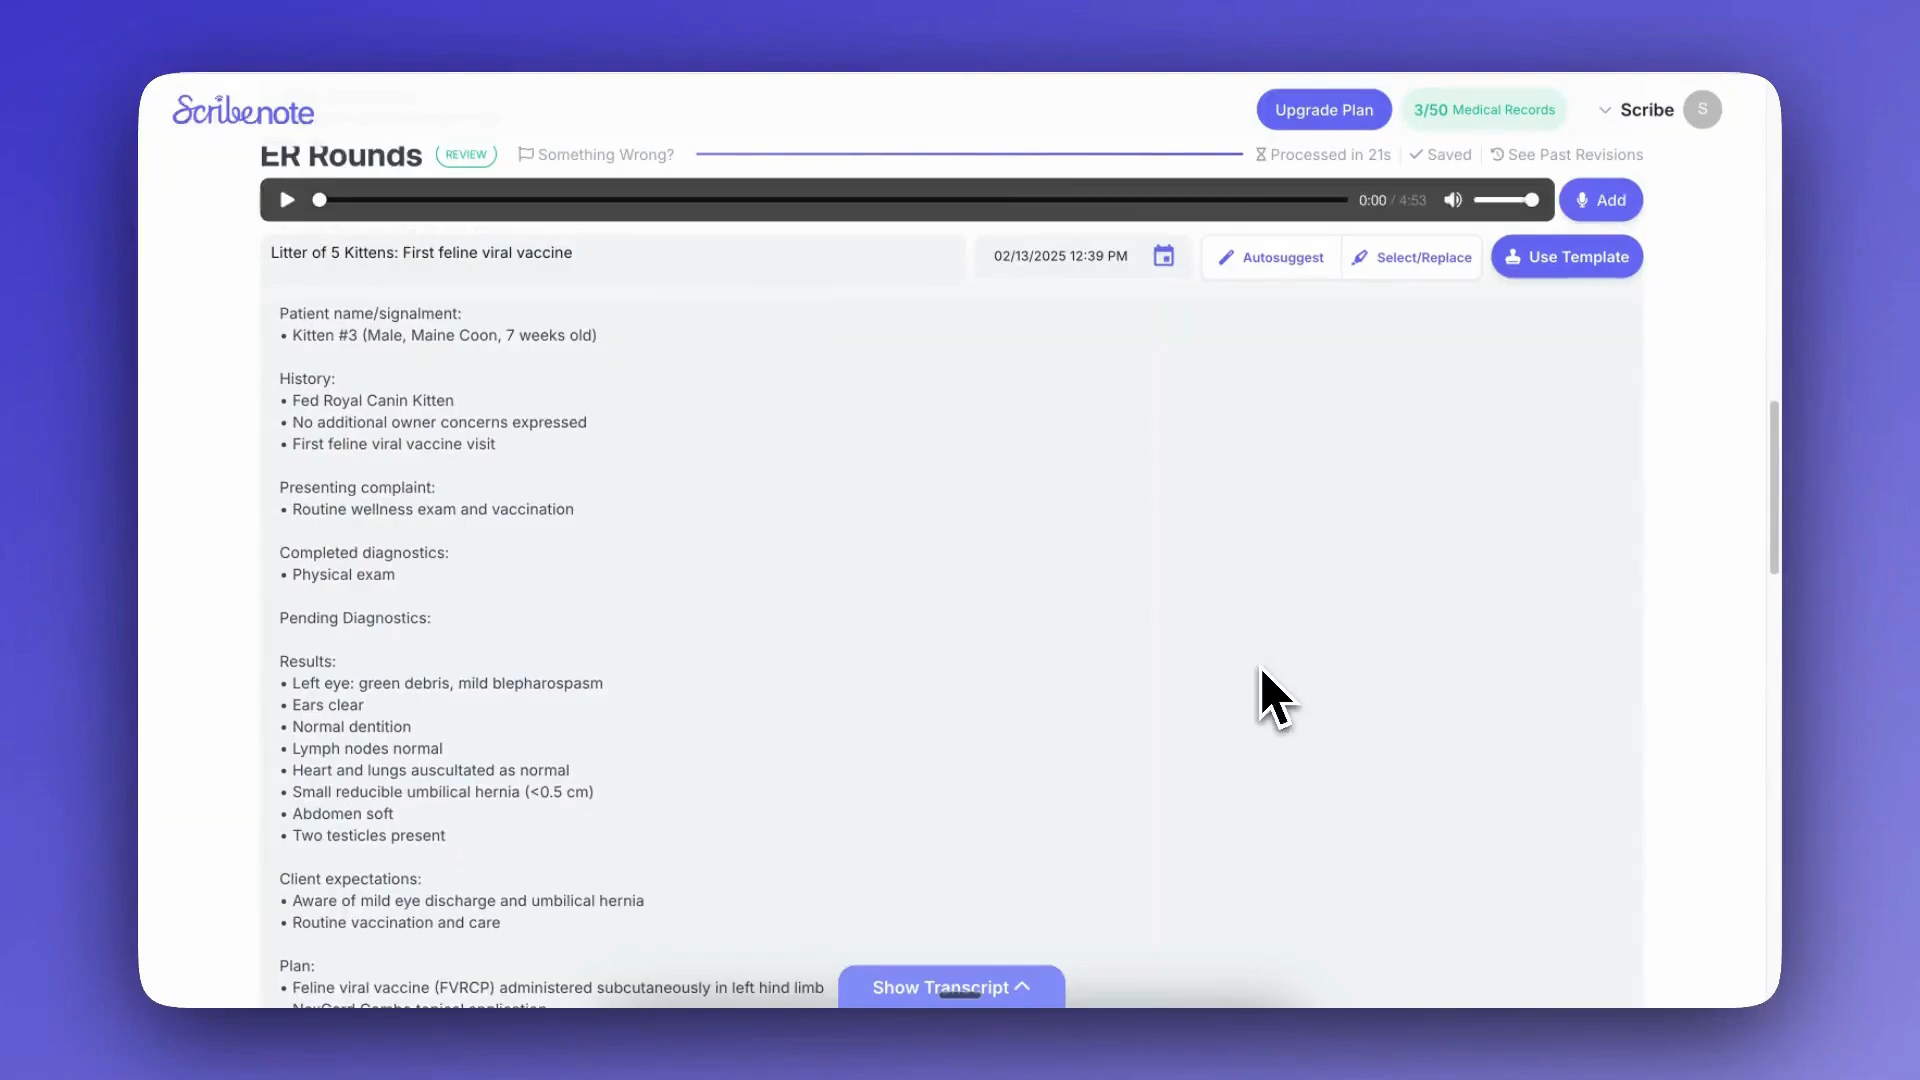 Scribenote
Upgrade Plan
3/50 Medical Records
Scribe
S
ER Rounds
REVIEW
Something Wrong?
Processed in 21s
Saved
See Past Revisions
0:00 / 4:53
Add
Litter of 5 Kittens: First feline viral vaccine
02/13/2025 12:39 PM
Autosuggest
Select/Replace
Use Template
Patient name/signalment:
• Kitten #3 (Male, Maine Coon, 7 weeks old)
History:
• Fed Royal Canin Kitten
• No additional owner concerns expressed
• First feline viral vaccine visit
Presenting complaint:
• Routine wellness exam and vaccination
Completed diagnostics:
• Physical exam
Pending Diagnostics:
Results:
• Left eye: green debris, mild blepharospasm
• Ears clear
• Normal dentition
• Lymph nodes normal
• Heart and lungs auscultated as normal
• Small reducible umbilical hernia (<0.5 cm)
• Abdomen soft
• Two testicles present
Client expectations:
• Aware of mild eye discharge and umbilical hernia
• Routine vaccination and care
Plan:
• Feline viral vaccine (FVRCP) administered subcutaneously in left hind limb
Show Transcript
• NexGard Combo topical application